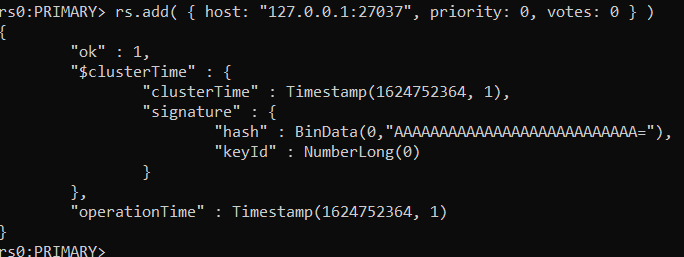 rs0:PRIMARY> rs.add( { host: "127.0.0.1:27037", priority: 0, votes: 0 } )
{
        "ok" : 1,
        "$clusterTime" : {
                "clusterTime" : Timestamp(1624752364, 1),
                "signature" : {
                        "hash" : BinData(0,"AAAAAAAAAAAAAAAAAAAAAAAAAAA="),
                        "keyId" : NumberLong(0)
                }
        },
        "operationTime" : Timestamp(1624752364, 1)
}
rs0:PRIMARY>